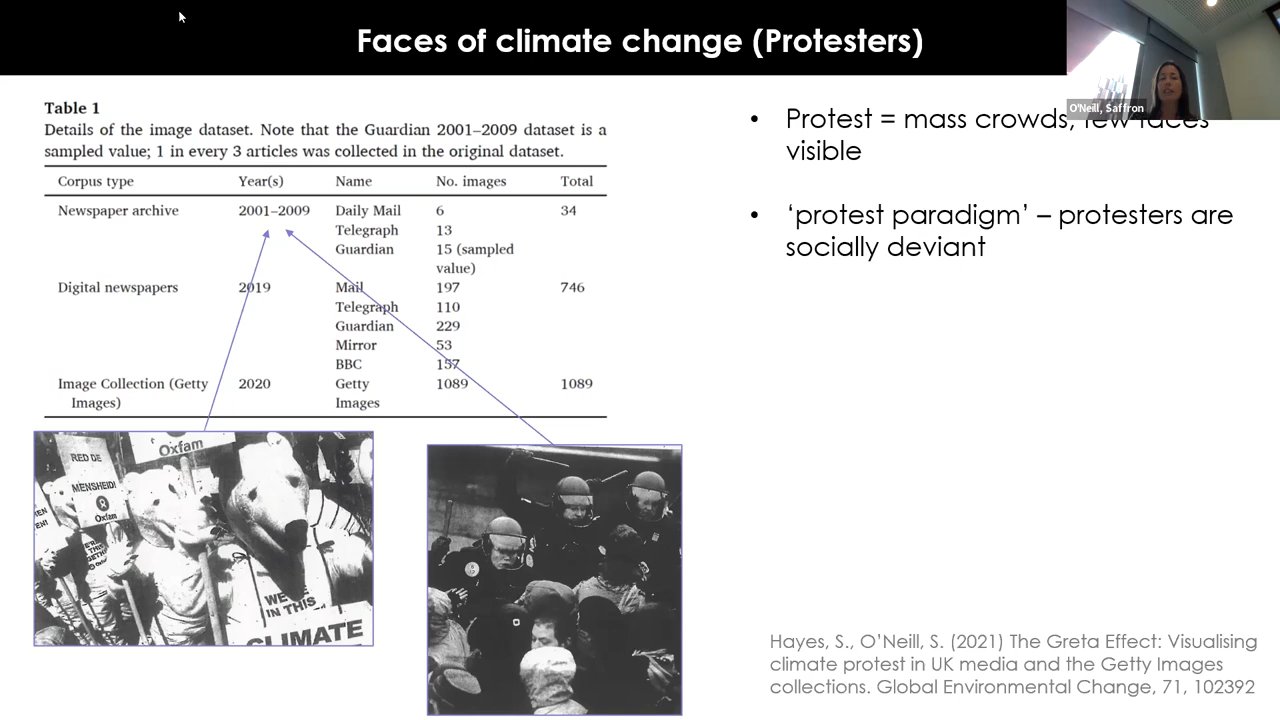 Faces of climate change (Protesters)
O'Neill, Saffron
Table 1
Details of the image dataset. Note that the Guardian 2001–2009 dataset is a
sampled value; 1 in every 3 articles was collected in the original dataset.
Corpus type Year(s) Name No. images Total
Newspaper archive 2001–2009 Daily Mail 6 34
Telegraph 13
Guardian 15 (sampled
value)
Digital newspapers 2019 Mail 197 746
Telegraph 110
Guardian 229
Mirror 53
BBC 157
Image Collection (Getty 2020 Getty 1089 1089
Images) Images
• Protest = mass crowds, few faces
visible
• ‘protest paradigm’ – protesters are
socially deviant
Oxfam
RED DE
MENSHEID!
Oxfam
WE'RE
IN THIS
CLIMATE
Hayes, S., O’Neill, S. (2021) The Greta Effect: Visualising
climate protest in UK media and the Getty Images
collections. Global Environmental Change, 71, 102392